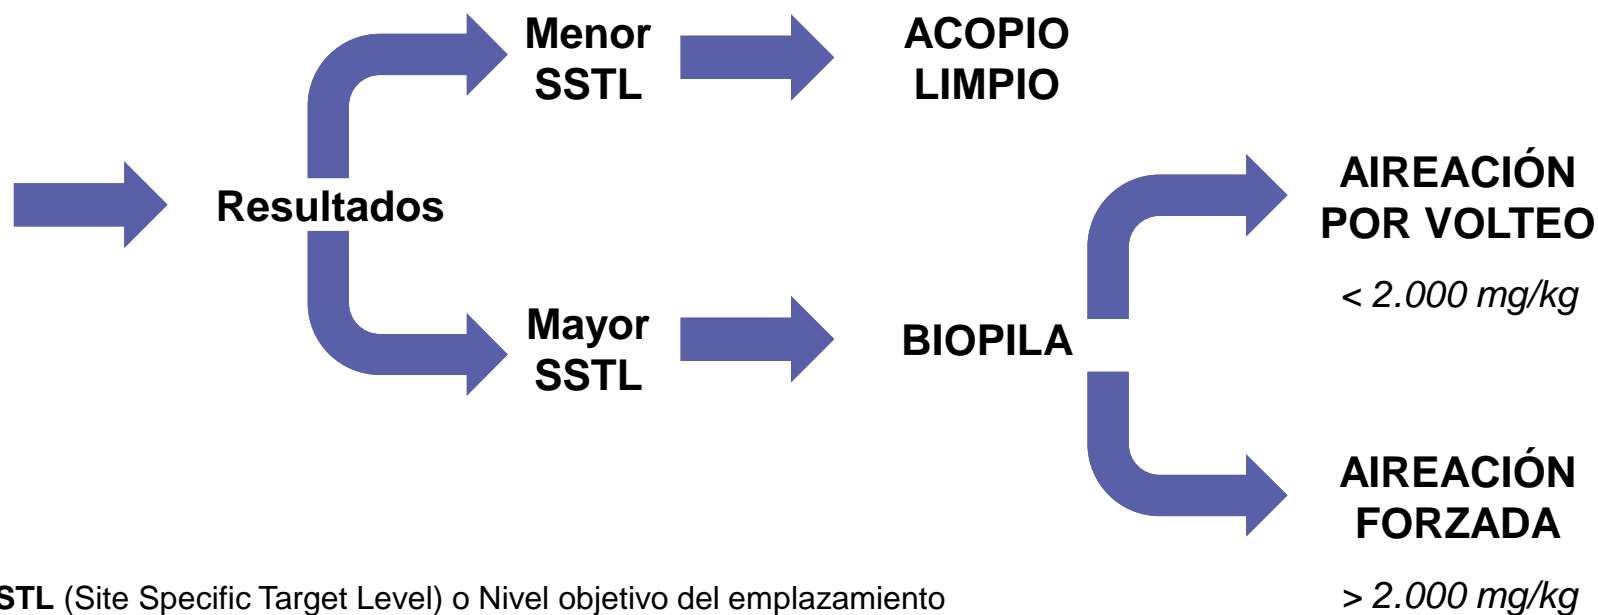 Menor
SSTL
ACOPIO
LIMPIO
Resultados
AIREACIÓN
POR VOLTEO
< 2.000 mg/kg
Mayor
SSTL
BIOPILA
AIREACIÓN
FORZADA
> 2.000 mg/kg
STL (Site Specific Target Level) o Nivel objetivo del emplazamiento